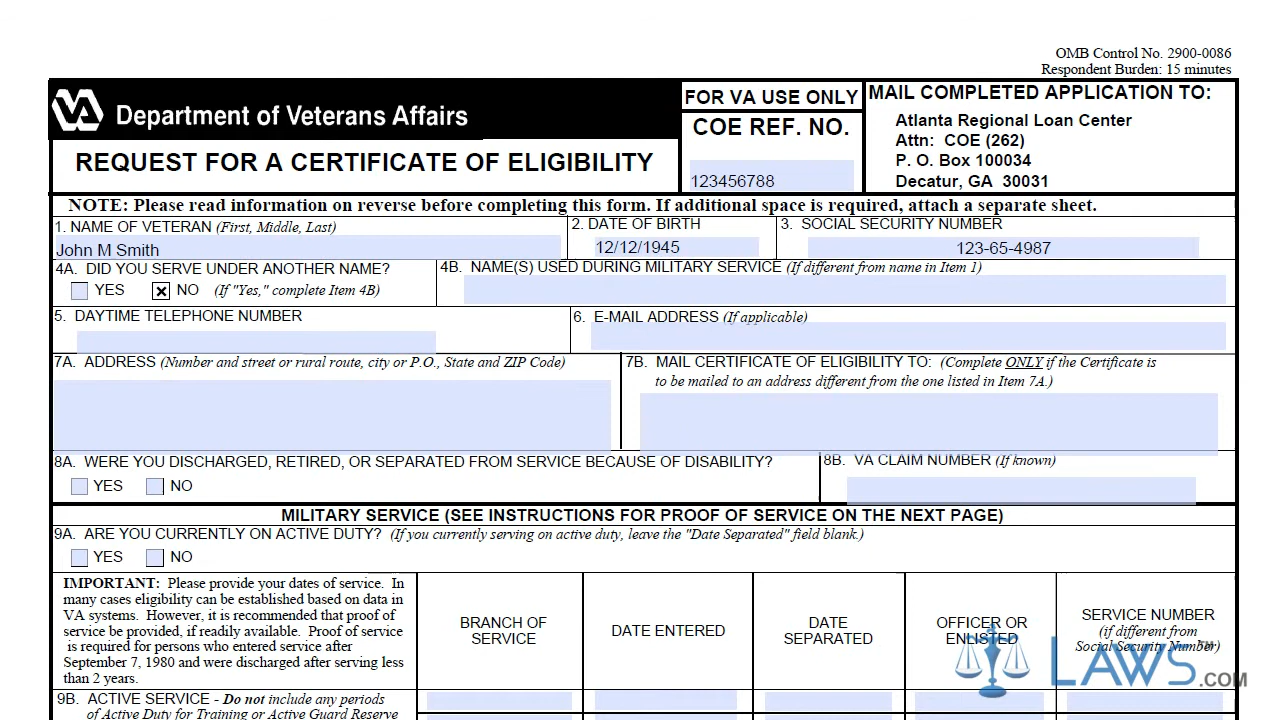 OMB Control No. 2900-0086
Respondent Burden: 15 minutes
VA Department of Veterans Affairs
REQUEST FOR A CERTIFICATE OF ELIGIBILITY
FOR VA USE ONLY
COE REF. NO.
123456788
MAIL COMPLETED APPLICATION TO:
Atlanta Regional Loan Center
Attn: COE (262)
P. O. Box 100034
Decatur, GA 30031
NOTE: Please read information on reverse before completing this form. If additional space is required, attach a separate sheet.
1. NAME OF VETERAN (First, Middle, Last)
John M Smith
2. DATE OF BIRTH
12/12/1945
3. SOCIAL SECURITY NUMBER
123-65-4987
4A. DID YOU SERVE UNDER ANOTHER NAME?
YES NO (If "Yes," complete Item 4B)
4B. NAME(S) USED DURING MILITARY SERVICE (If different from name in Item 1)
5. DAYTIME TELEPHONE NUMBER
6. E-MAIL ADDRESS (If applicable)
7A. ADDRESS (Number and street or rural route, city or P.O., State and ZIP Code)
7B. MAIL CERTIFICATE OF ELIGIBILITY TO: (Complete ONLY if the Certificate is
to be mailed to an address different from the one listed in Item 7A.)
8A. WERE YOU DISCHARGED, RETIRED, OR SEPARATED FROM SERVICE BECAUSE OF DISABILITY?
YES NO
8B. VA CLAIM NUMBER (If known)
MILITARY SERVICE (SEE INSTRUCTIONS FOR PROOF OF SERVICE ON THE NEXT PAGE)
9A. ARE YOU CURRENTLY ON ACTIVE DUTY? (If you currently serving on active duty, leave the "Date Separated" field blank.)
YES NO
IMPORTANT: Please provide your dates of service. In
many cases eligibility can be established based on data in
VA systems. However, it is recommended that proof of
service be provided, if readily available. Proof of service
is required for persons who entered service after
September 7, 1980 and were discharged after serving less
than 2 years.
BRANCH OF
SERVICE
DATE ENTERED
DATE
SEPARATED
OFFICER OR
ENLISTED
SERVICE NUMBER
(if different from
Social Security Number)
LAWS™.COM
9B. ACTIVE SERVICE - Do not include any periods
of Active Duty for Training or Active Guard Reserve